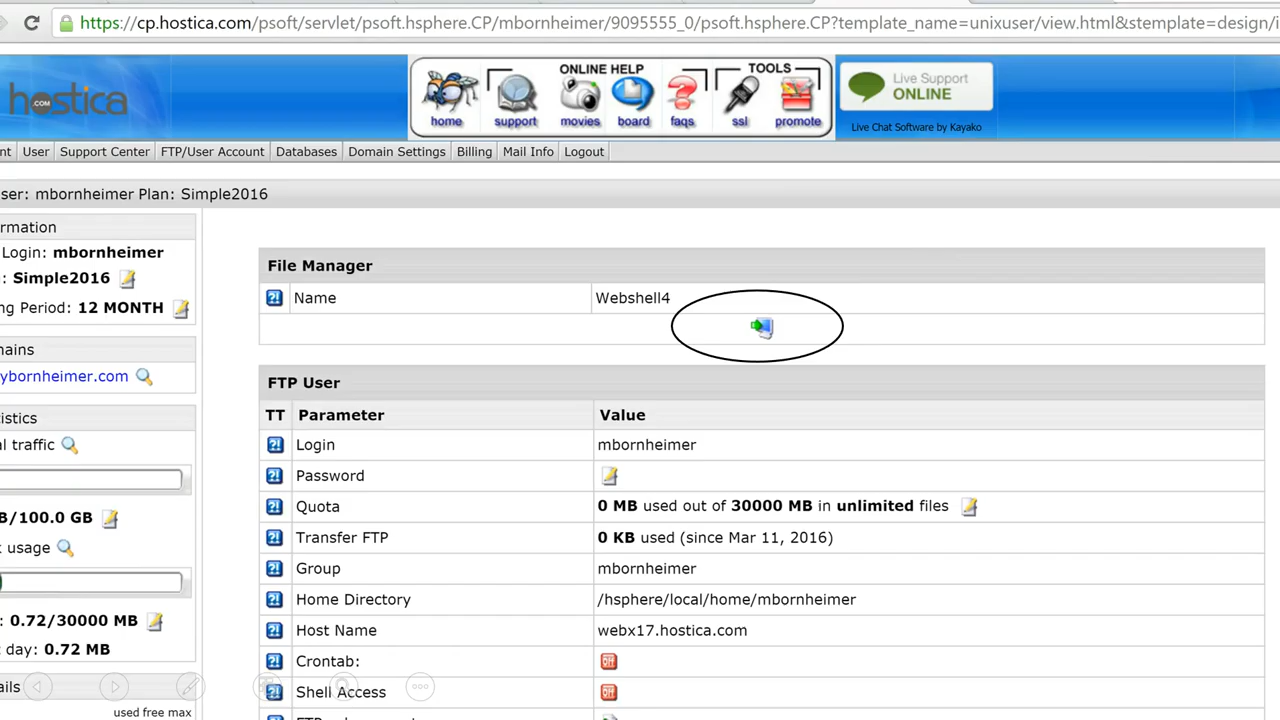 https://cp.hostica.com/psoft/servlet/psoft.hsphere.CP/mbornheimer/9095555_0/psoft.hsphere.CP?template_name=unixuser/view.html&stemplate=design/i
.COM hostica
ONLINE HELP
TOOLS
home
support
movies
board
faqs
ssl
promote
Live Support
ONLINE
Live Chat Software by Kayako
nt User Support Center FTP/User Account Databases Domain Settings Billing Mail Info Logout
ser: mbornheimer Plan: Simple2016
rmation
Login: mbornheimer
: Simple2016
ng Period: 12 MONTH
mains
ybornheimer.com
tistics
al traffic
B/100.0 GB
k usage
: 0.72/30000 MB
t day: 0.72 MB
ails
used free max
File Manager
Name Webshell4
FTP User
TT Parameter Value
Login mbornheimer
Password
Quota 0 MB used out of 30000 MB in unlimited files
Transfer FTP 0 KB used (since Mar 11, 2016)
Group mbornheimer
Home Directory /hsphere/local/home/mbornheimer
Host Name webx17.hostica.com
Crontab: Off
Shell Access Off